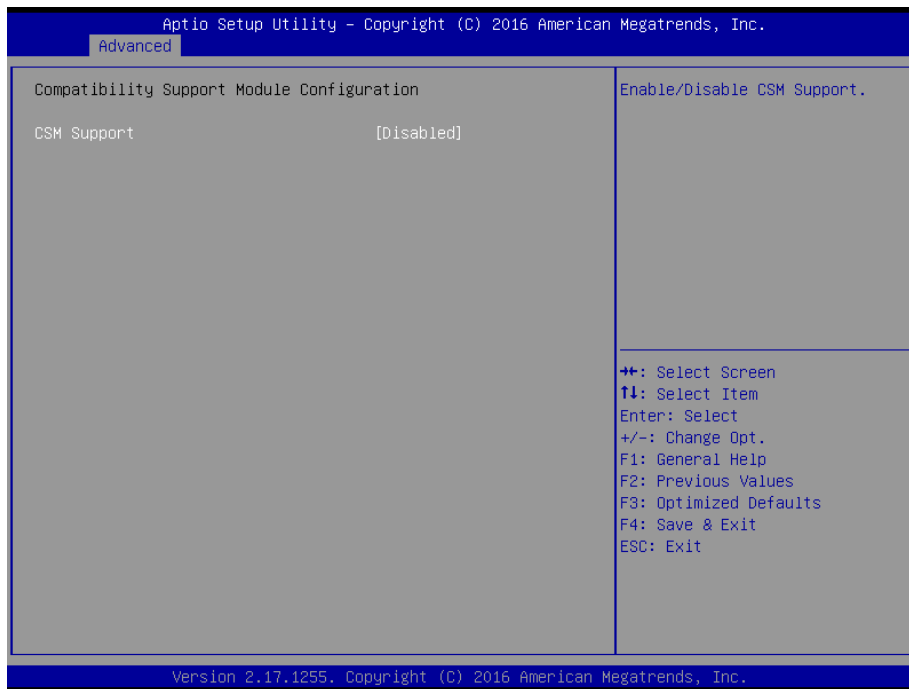 Aptio Setup Utility – Copyright (C) 2016 American Megatrends, Inc.
Advanced
Compatibility Support Module Configuration
CSM Support [Disabled]
Enable/Disable CSM Support.
→←: Select Screen
↑↓: Select Item
Enter: Select
+/-: Change Opt.
F1: General Help
F2: Previous Values
F3: Optimized Defaults
F4: Save & Exit
ESC: Exit
Version 2.17.1255. Copyright (C) 2016 American Megatrends, Inc.